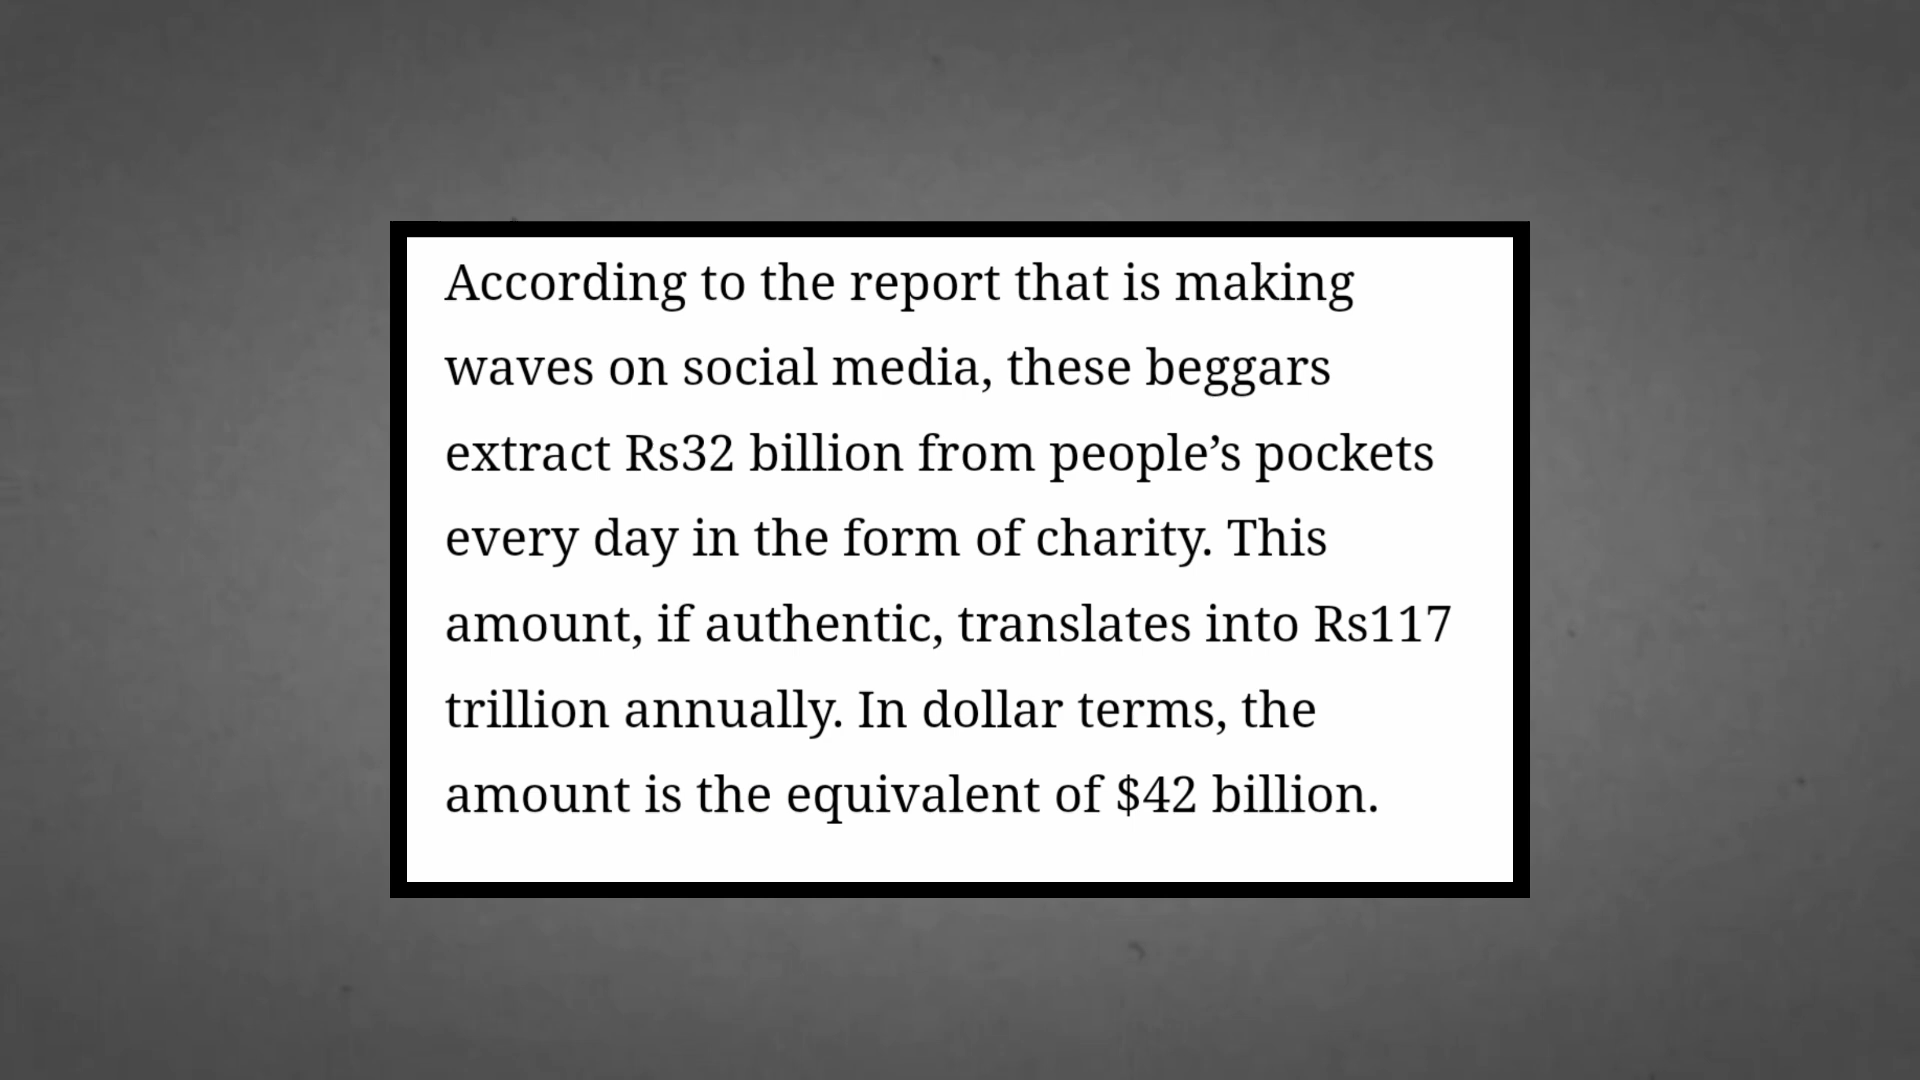 According to the report that is making
waves on social media, these beggars
extract Rs32 billion from people’s pockets
every day in the form of charity. This
amount, if authentic, translates into Rs117
trillion annually. In dollar terms, the
amount is the equivalent of $42 billion.